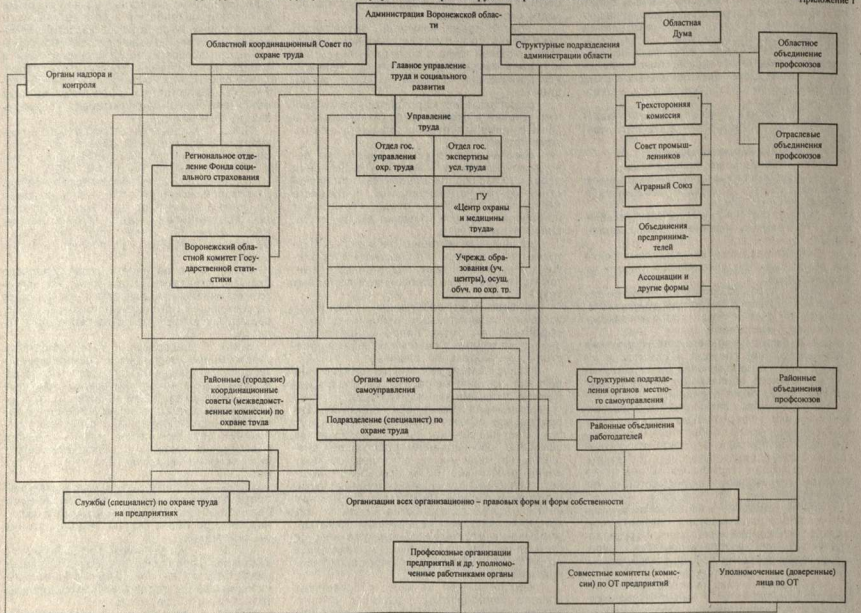 Приложение 1
Администрация Воронежской облас-
ти
Областная
Дума
Областной координационный Совет по
охране труда
Структурные подразделения
администрации области
Областное
объединение
профсоюзов
Главное управление
труда и социального
развития
Органы надзора и
контроля
Управление
труда
Трехсторонняя
комиссия
Отдел гос.
управления
охр. труда
Отдел гос.
экспертизы
усл. труда
Отраслевые
объединения
профсоюзов
Региональное отде-
ление Фонда соци-
ального страхования
Совет промыш-
ленников
Аграрный Союз
ГУ
«Центр охраны
и медицины
труда»
Объединения
предпринима-
телей
Воронежский обла-
стной комитет Госу-
дарственной стати-
стики
Учрежд. обра-
зования (уч.
центры), осущ.
обуч. по охр. тр.
Ассоциации и
другие формы
Районные (городские)
координационные
советы (межведомст-
венные комиссии) по
охране труда
Органы местного
самоуправления
Подразделение (специалист) по
охране труда
Структурные подразде-
ления органов местно-
го самоуправления
Районные объединения
работодателей
Районные
объединения
профсоюзов
Службы (специалист) по охране труда
на предприятиях
Организации всех организационно – правовых форм и форм собственности
Профсоюзные организации
предприятий и др. уполномо-
ченные работниками органы
Совместные комитеты (комис-
сии) по ОТ предприятий
Уполномоченные (доверенные)
лица по ОТ